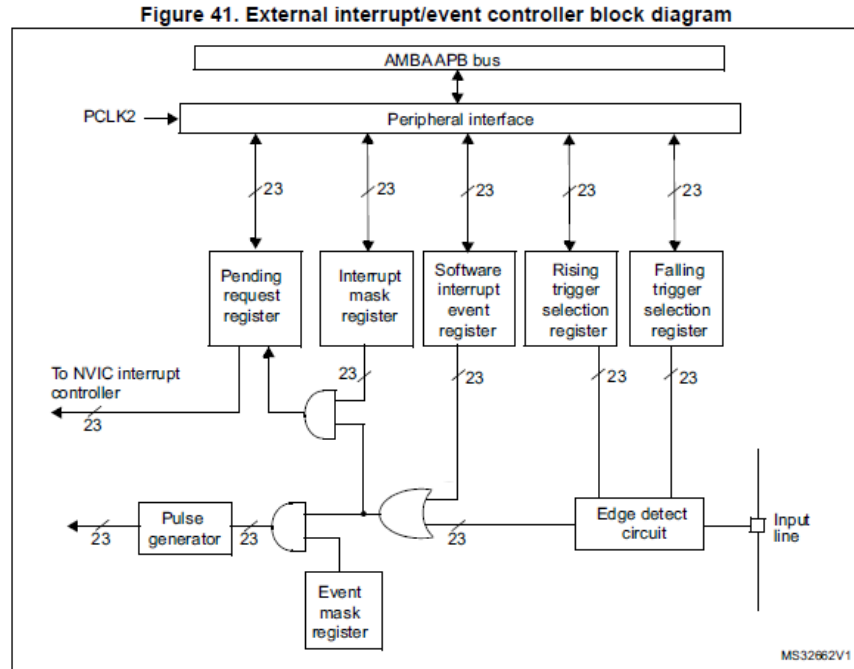 Figure 41. External interrupt/event controller block diagram
AMBA APB bus
PCLK2
Peripheral interface
23
23
23
23
23
Pending
request
register
Interrupt
mask
register
Software
interrupt
event
register
Rising
trigger
selection
register
Falling
trigger
selection
register
To NVIC interrupt
controller
23
23
23
23
23
Pulse
generator
Edge detect
circuit
Input
line
23
23
23
Event
mask
register
MS32662V1